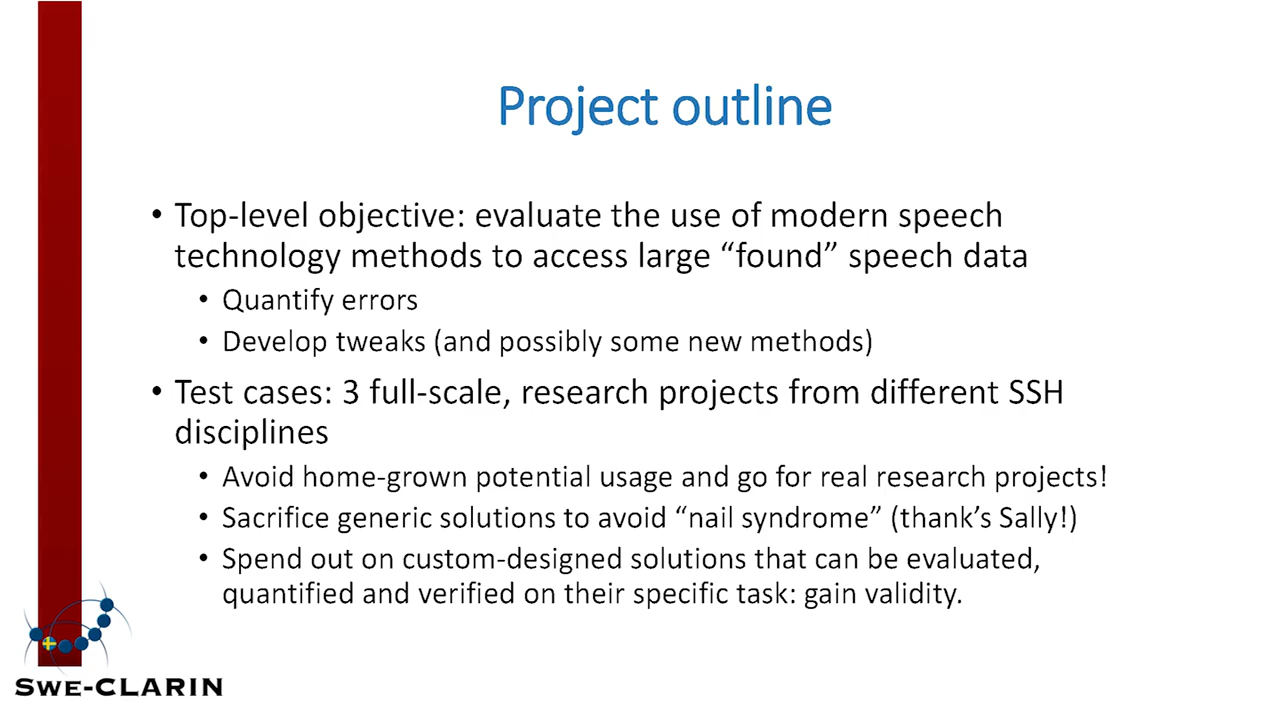 Project outline
• Top-level objective: evaluate the use of modern speech
technology methods to access large “found” speech data
• Quantify errors
• Develop tweaks (and possibly some new methods)
• Test cases: 3 full-scale, research projects from different SSH
disciplines
• Avoid home-grown potential usage and go for real research projects!
• Sacrifice generic solutions to avoid “nail syndrome” (thank’s Sally!)
• Spend out on custom-designed solutions that can be evaluated,
quantified and verified on their specific task: gain validity.
SWE-CLARIN